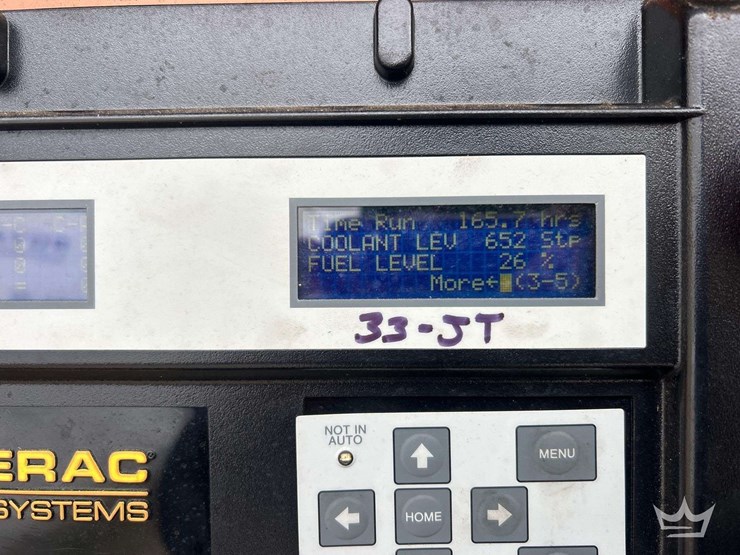 Time Run 165.7 hrs
COOLANT LEV 652 Stp
FUEL LEVEL 26 %
More←→(3-5)
33-JT
NOT IN
AUTO
MENU
HOME
ERAC
SYSTEMS